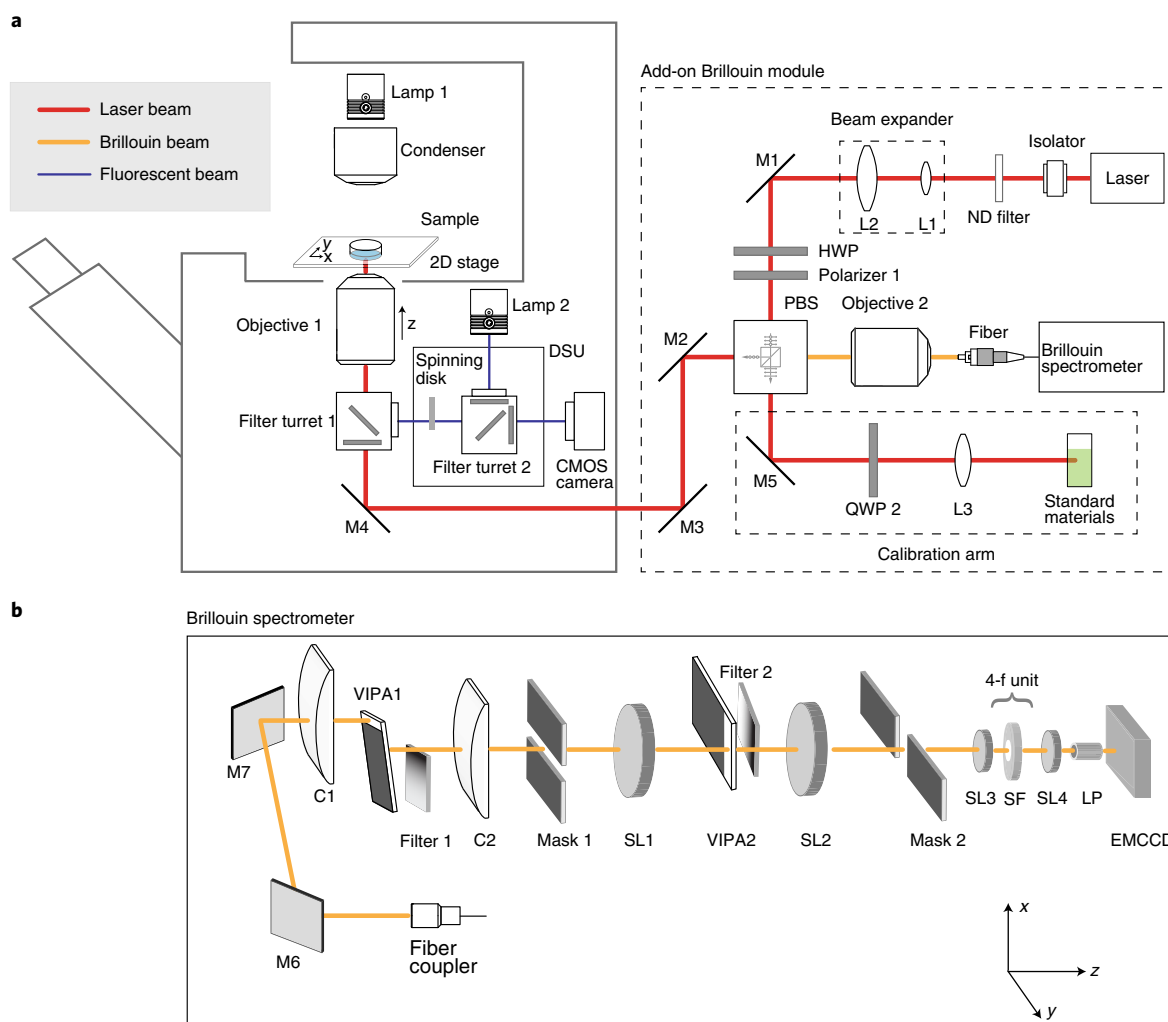 a
Laser beam
Brillouin beam
Fluorescent beam
Lamp 1
Condenser
Sample
y
x
2D stage
Objective 1
z
Lamp 2
DSU
Spinning
disk
Filter turret 1
Filter turret 2
CMOS
camera
M4
Add-on Brillouin module
Beam expander
Isolator
M1
Laser
L2
L1
ND filter
HWP
Polarizer 1
PBS
Objective 2
Fiber
M2
Brillouin
spectrometer
M5
QWP 2
L3
Standard
materials
M3
Calibration arm
b
Brillouin spectrometer
VIPA1
Filter 2
4-f unit
M7
C1
Filter 1
C2
Mask 1
SL1
VIPA2
SL2
Mask 2
SL3
SF
SL4
LP
EMCCD
M6
Fiber
coupler
x
z
y